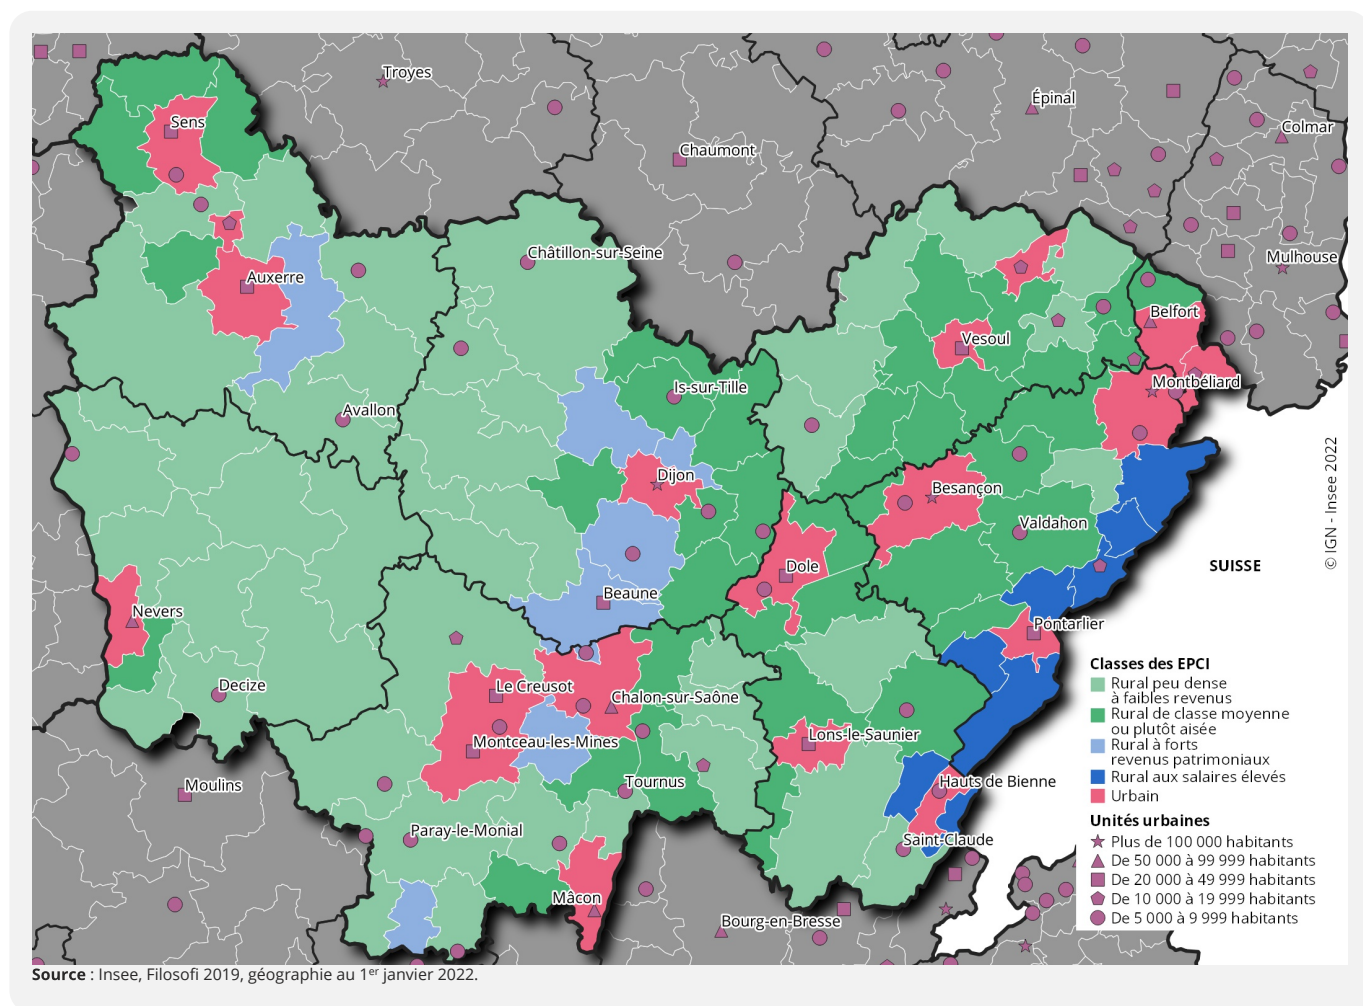 Troyes
Épinal
Colmar
Sens
Chaumont
Châtillon-sur-Seine
Mulhouse
Auxerre
Belfort
Vesoul
Montbéliard
Is-sur-Tille
Avallon
Dijon
Besançon
Valdahon
© IGN - Insee 2022
SUISSE
Dole
Beaune
Nevers
Pontarlier
Decize
Le Creusot
Chalon-sur-Saône
Lons-le-Saunier
Montceau-les-Mines
Moulins
Tournus
Hauts de Bienne
Paray-le-Monial
Saint-Claude
Mâcon
Bourg-en-Bresse
Classes des EPCI
Rural peu dense
à faibles revenus
Rural de classe moyenne
ou plutôt aisée
Rural à forts
revenus patrimoniaux
Rural aux salaires élevés
Urbain
Unités urbaines
Plus de 100 000 habitants
De 50 000 à 99 999 habitants
De 20 000 à 49 999 habitants
De 10 000 à 19 999 habitants
De 5 000 à 9 999 habitants
Source : Insee, Filosofi 2019, géographie au 1er janvier 2022.